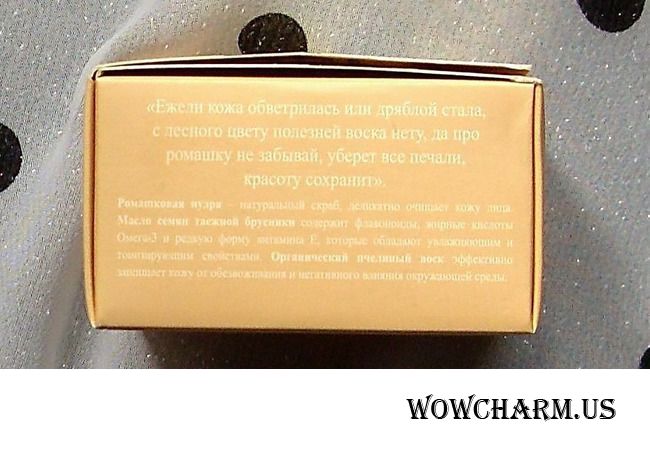 «Ежели кожа обветрилась или дряблой стала,
с лесного цвету полезней воска нету, да про
ромашку не забывай, уберет все печали,
красоту сохранит».
Ромашковая пудра – натуральный скраб, деликатно очищает кожу лица.
Масло семян таежной брусники содержит флавоноиды, жирные кислоты
Омега-3 и редкую форму витамина Е, которые обладают увлажняющим и
тонизирующим свойствами. Органический пчелиный воск эффективно
защищает кожу от обезвоживания и негативного влияния окружающей среды.
WOWCHARM.US